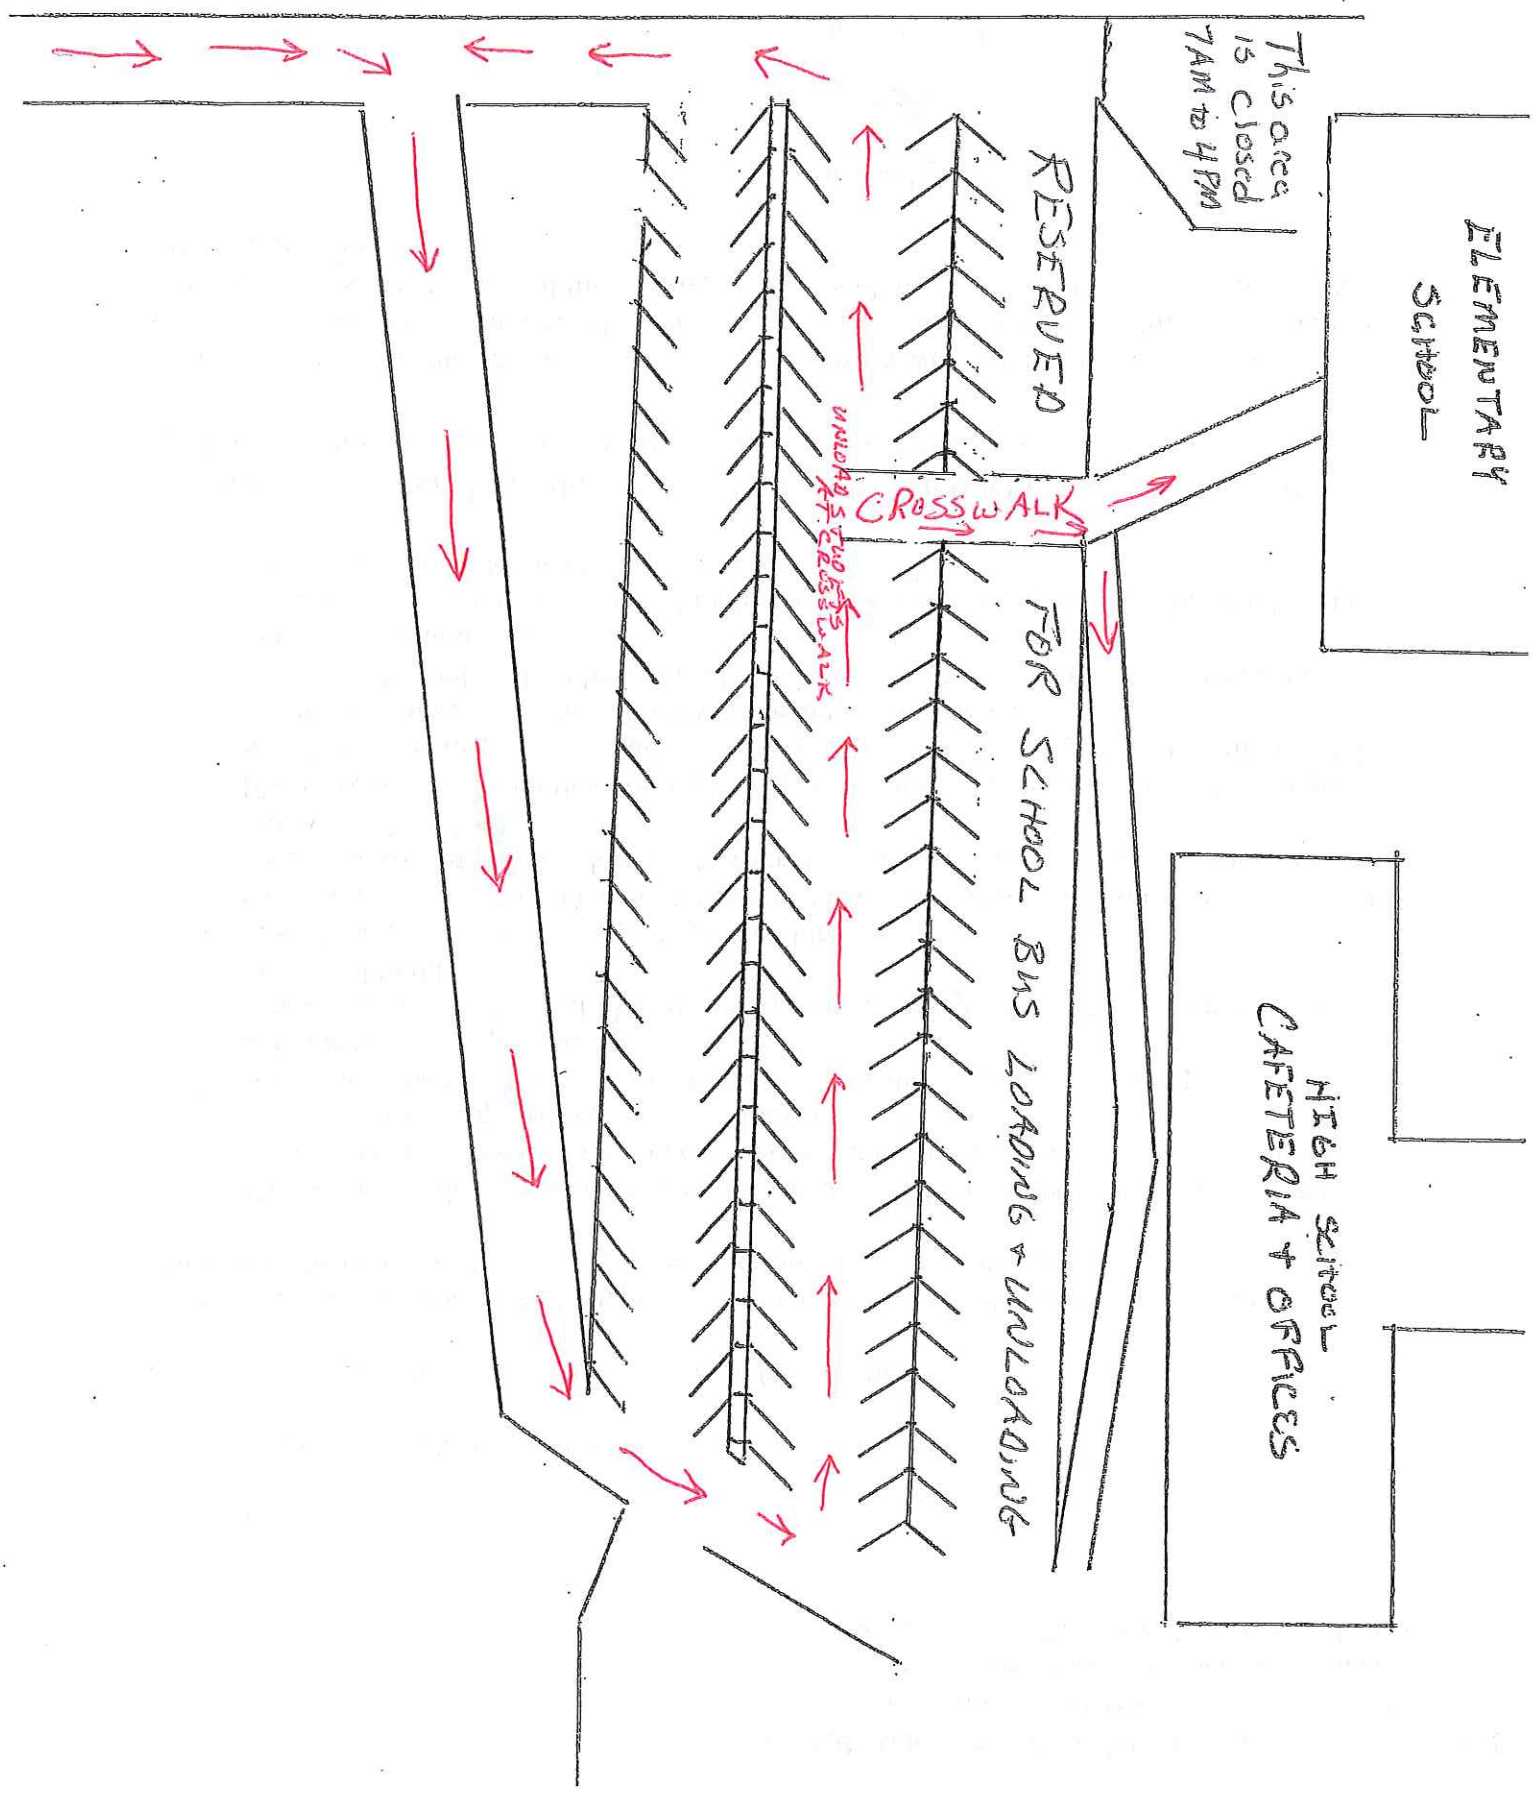 This area
is closed
7AM to 4PM
ELEMENTARY
SCHOOL
RESERVED
FOR SCHOOL BUS LOADING + UNLOADING
UNLOAD STUDENTS
AT CROSSWALK
CROSSWALK
HIGH SCHOOL
CAFETERIA + OFFICES